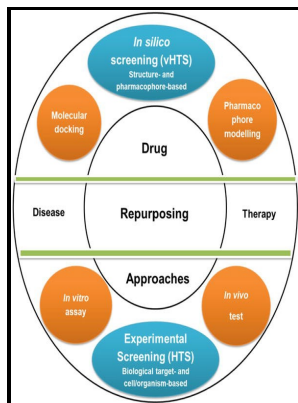 In silico
screening (vHTS)
Structure- and
pharmacophore-based
Molecular
docking
Pharmaco
phore
modelling
Drug
Disease
Repurposing
Therapy
Approaches
In vitro
assay
In vivo
test
Experimental
Screening (HTS)
Biological target- and
cell/organism-based